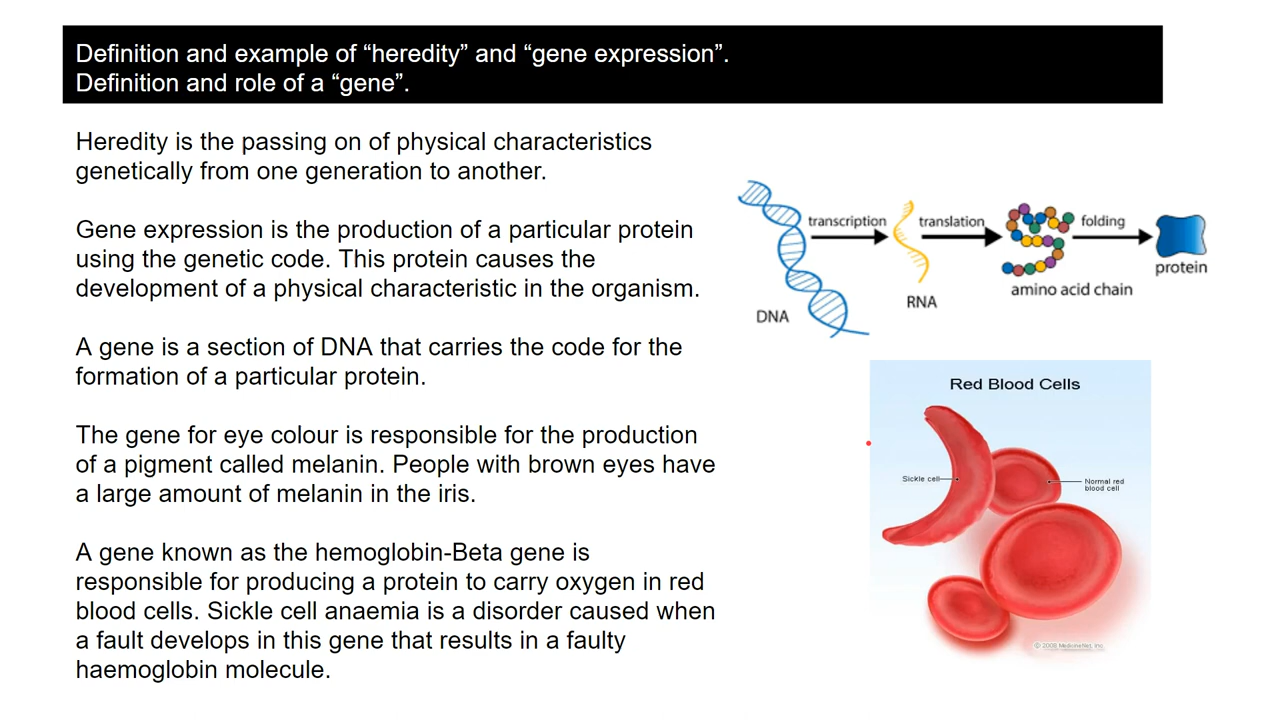 Definition and example of “heredity” and “gene expression”.
Definition and role of a “gene”.
Heredity is the passing on of physical characteristics
genetically from one generation to another.
Gene expression is the production of a particular protein
using the genetic code. This protein causes the
development of a physical characteristic in the organism.
A gene is a section of DNA that carries the code for the
formation of a particular protein.
The gene for eye colour is responsible for the production
of a pigment called melanin. People with brown eyes have
a large amount of melanin in the iris.
A gene known as the hemoglobin-Beta gene is
responsible for producing a protein to carry oxygen in red
blood cells. Sickle cell anaemia is a disorder caused when
a fault develops in this gene that results in a faulty
haemoglobin molecule.
transcription
translation
folding
DNA
RNA
amino acid chain
protein
Red Blood Cells
Sickle cell
Normal red
blood cell
© 2008 MedicineNet, Inc.